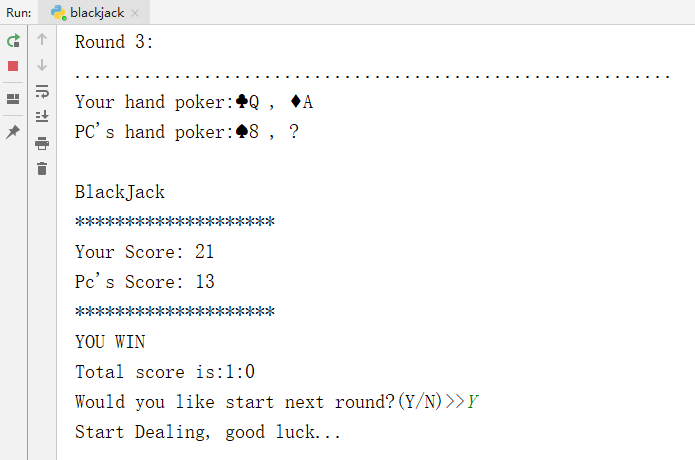 Run: blackjack ×
Round 3:
............................................................
Your hand poker:♣Q , ♦A
PC's hand poker:♠8 , ?
BlackJack
********************
Your Score: 21
Pc's Score: 13
********************
YOU WIN
Total score is:1:0
Would you like start next round?(Y/N)>>Y
Start Dealing, good luck...